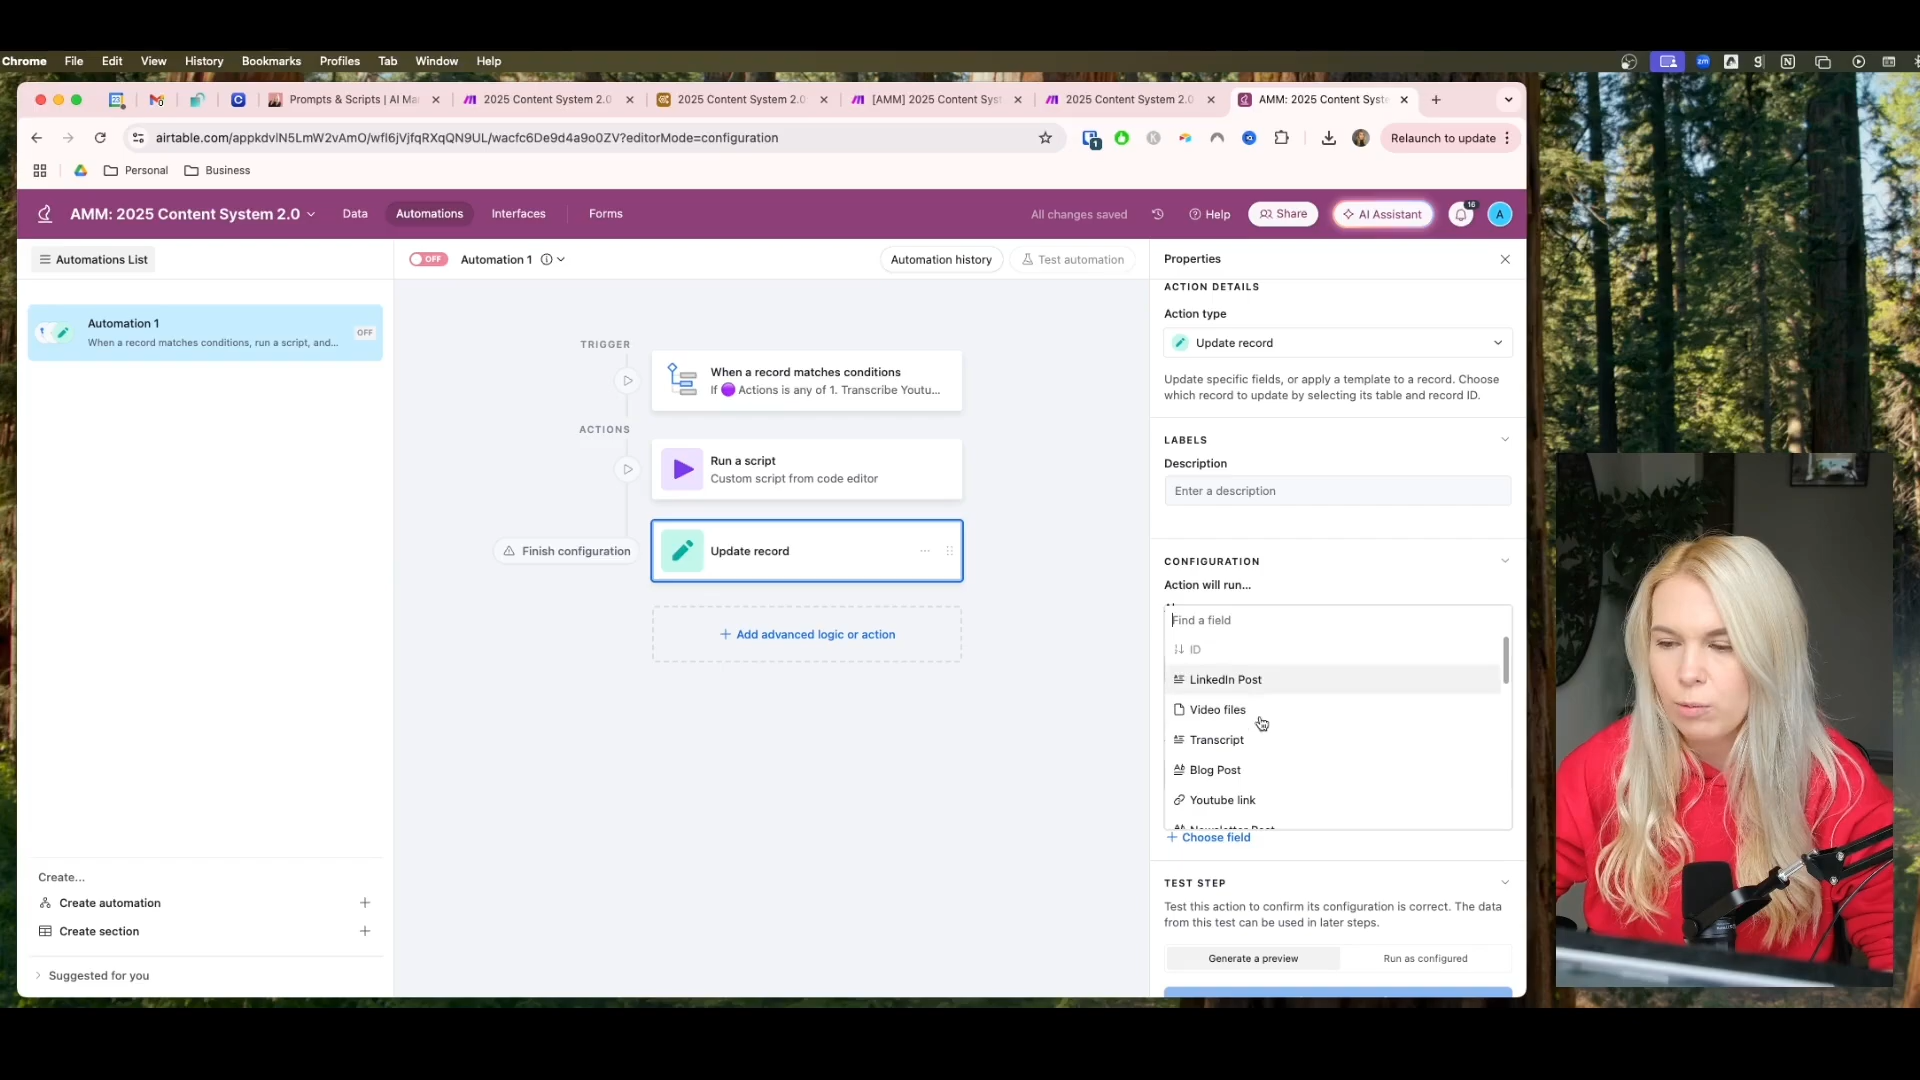 Chrome File Edit View History Bookmarks Profiles Tab Window Help
Prompts & Scripts | AI Ma
2025 Content System 2.0
2025 Content System 2.0
[AMM] 2025 Content Syst
2025 Content System 2.0
AMM: 2025 Content Syste
airtable.com/appkdvlN5LmW2vAmO/wfl6jVjfqRXqQN9UL/wacfc6De9d4a9o0ZV?editorMode=configuration
Relaunch to update
Personal
Business
AMM: 2025 Content System 2.0
Data
Automations
Interfaces
Forms
All changes saved
Help
Share
AI Assistant
16
A
Automations List
OFF
Automation 1
Automation history
Test automation
Properties
Automation 1
When a record matches conditions, run a script, and...
OFF
TRIGGER
When a record matches conditions
If Actions is any of 1. Transcribe Youtu...
ACTIONS
Run a script
Custom script from code editor
Finish configuration
Update record
+ Add advanced logic or action
Create...
Create automation
Create section
Suggested for you
ACTION DETAILS
Action type
Update record
Update specific fields, or apply a template to a record. Choose
which record to update by selecting its table and record ID.
LABELS
Description
Enter a description
CONFIGURATION
Action will run...
Find a field
ID
LinkedIn Post
Video files
Transcript
Blog Post
Youtube link
Newsletter Post
+ Choose field
TEST STEP
Test this action to confirm its configuration is correct. The data
from this test can be used in later steps.
Generate a preview
Run as configured